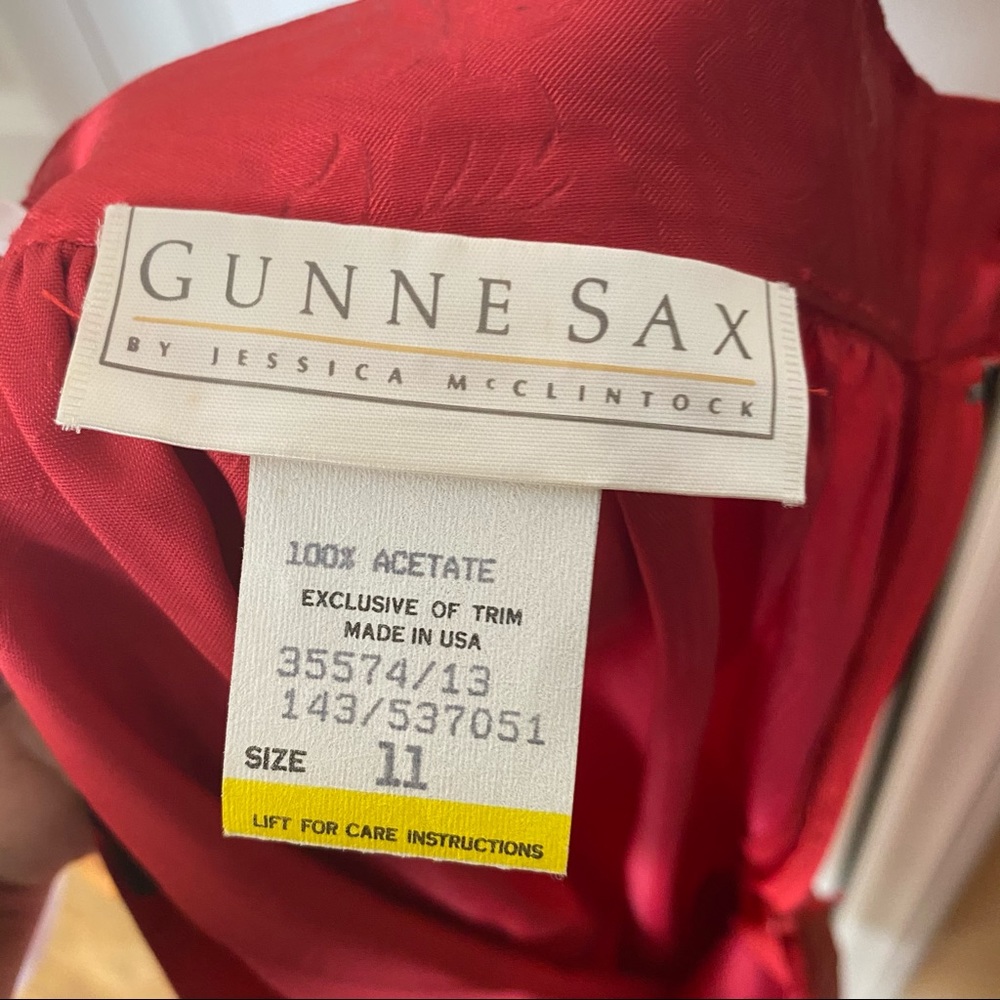 GUNNE SAX
BY JESSICA McCLINTOCK
100% ACETATE
EXCLUSIVE OF TRIM
MADE IN USA
35574/13
143/537051
SIZE 11
LIFT FOR CARE INSTRUCTIONS